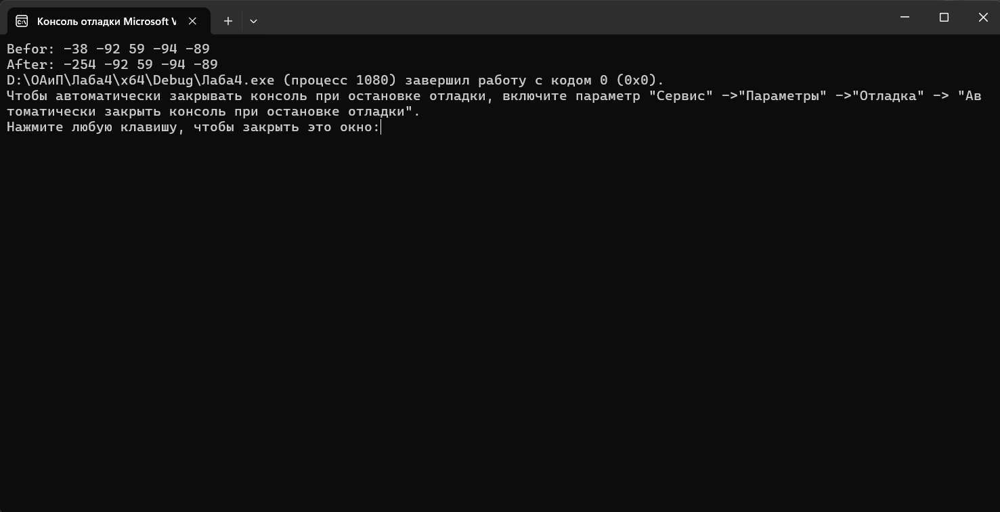 Консоль отладки Microsoft V
Befor: -38 -92 59 -94 -89
After: -254 -92 59 -94 -89
D:\ОАиП\Лаба4\x64\Debug\Лаба4.exe (процесс 1080) завершил работу с кодом 0 (0x0).
Чтобы автоматически закрывать консоль при остановке отладки, включите параметр "Сервис" ->"Параметры" ->"Отладка" -> "Ав
томатически закрыть консоль при остановке отладки".
Нажмите любую клавишу, чтобы закрыть это окно: